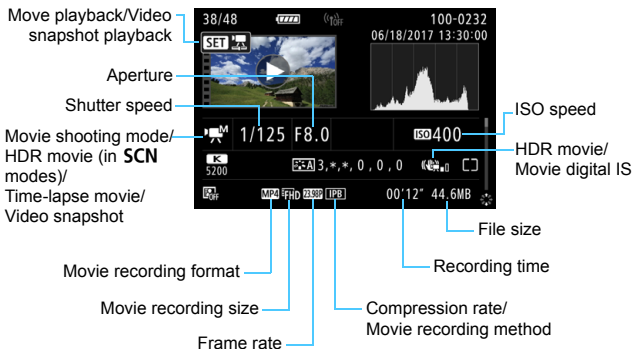 Move playback/Video
snapshot playback
38/48
OFF
100-0232
06/18/2017 13:30:00
SET
Aperture
Shutter speed
Movie shooting mode/
HDR movie (in SCN
modes)/
Time-lapse movie/
Video snapshot
M 1/125 F8.0 ISO 400
ISO speed
HDR movie/
Movie digital IS
K
5200
A 3,*,*,0,0,0
OFF
MP4 FHD 23.98P IPB 00'12" 44.6MB
File size
Recording time
Movie recording format
Movie recording size
Compression rate/
Movie recording method
Frame rate